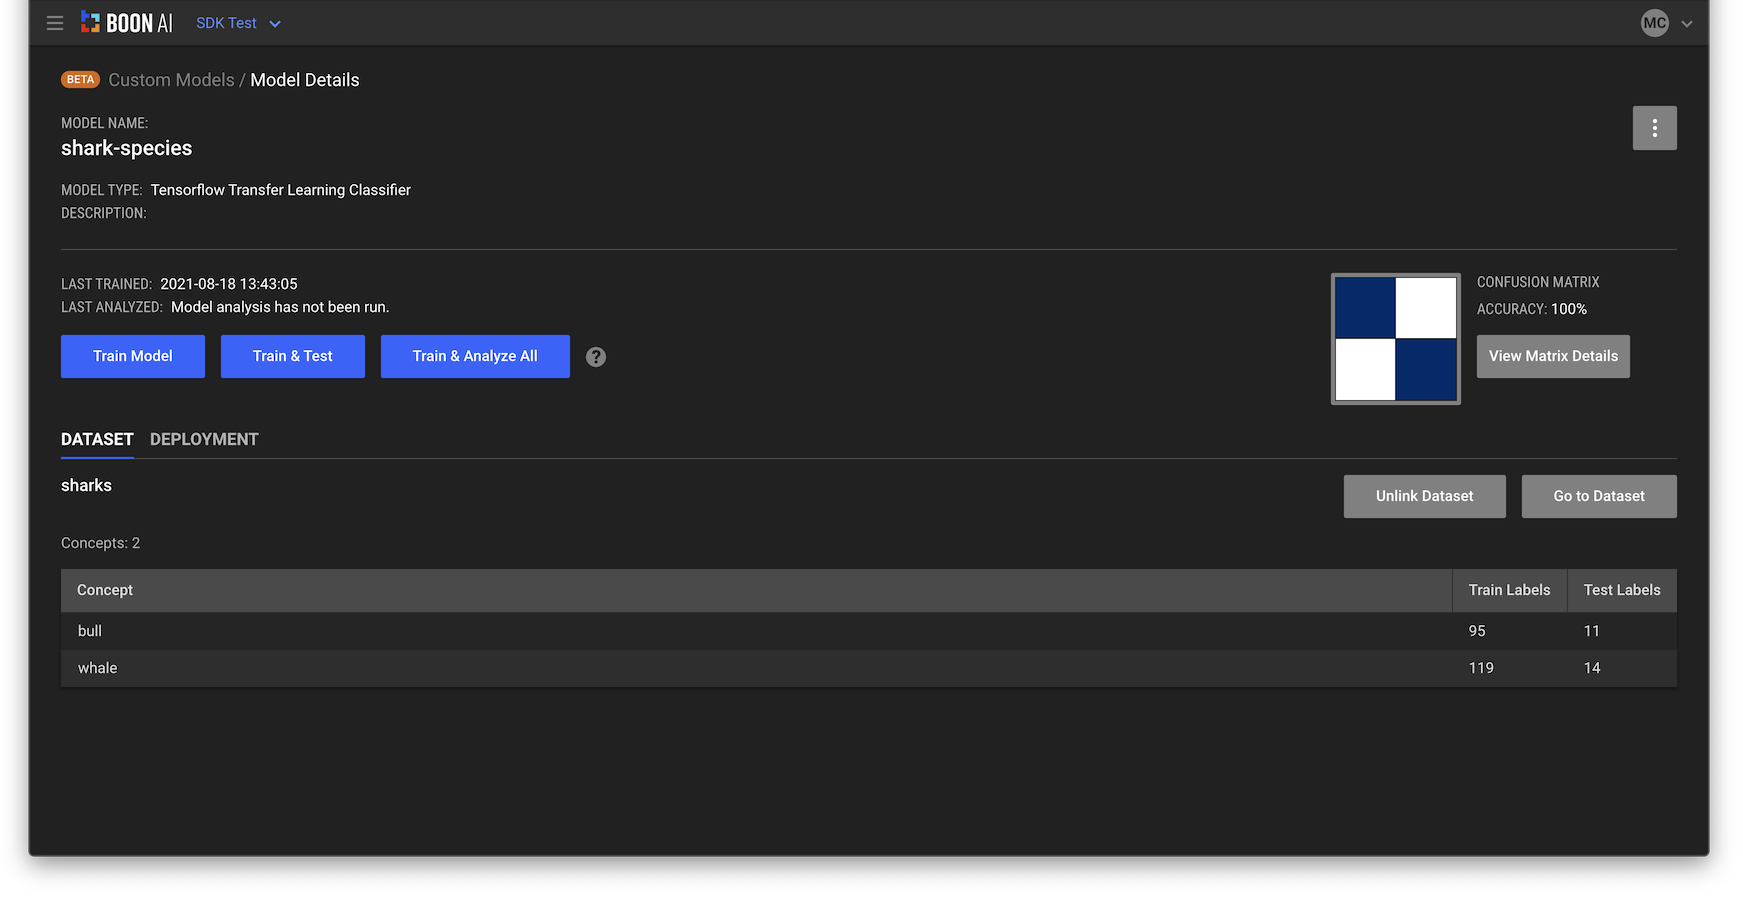 BOON AI SDK Test MC
BETA Custom Models / Model Details
MODEL NAME:
shark-species
MODEL TYPE: Tensorflow Transfer Learning Classifier
DESCRIPTION:
LAST TRAINED: 2021-08-18 13:43:05
LAST ANALYZED: Model analysis has not been run.
Train Model Train & Test Train & Analyze All ?
CONFUSION MATRIX
ACCURACY: 100%
View Matrix Details
DATASET DEPLOYMENT
sharks
Unlink Dataset Go to Dataset
Concepts: 2
Concept Train Labels Test Labels
bull 95 11
whale 119 14